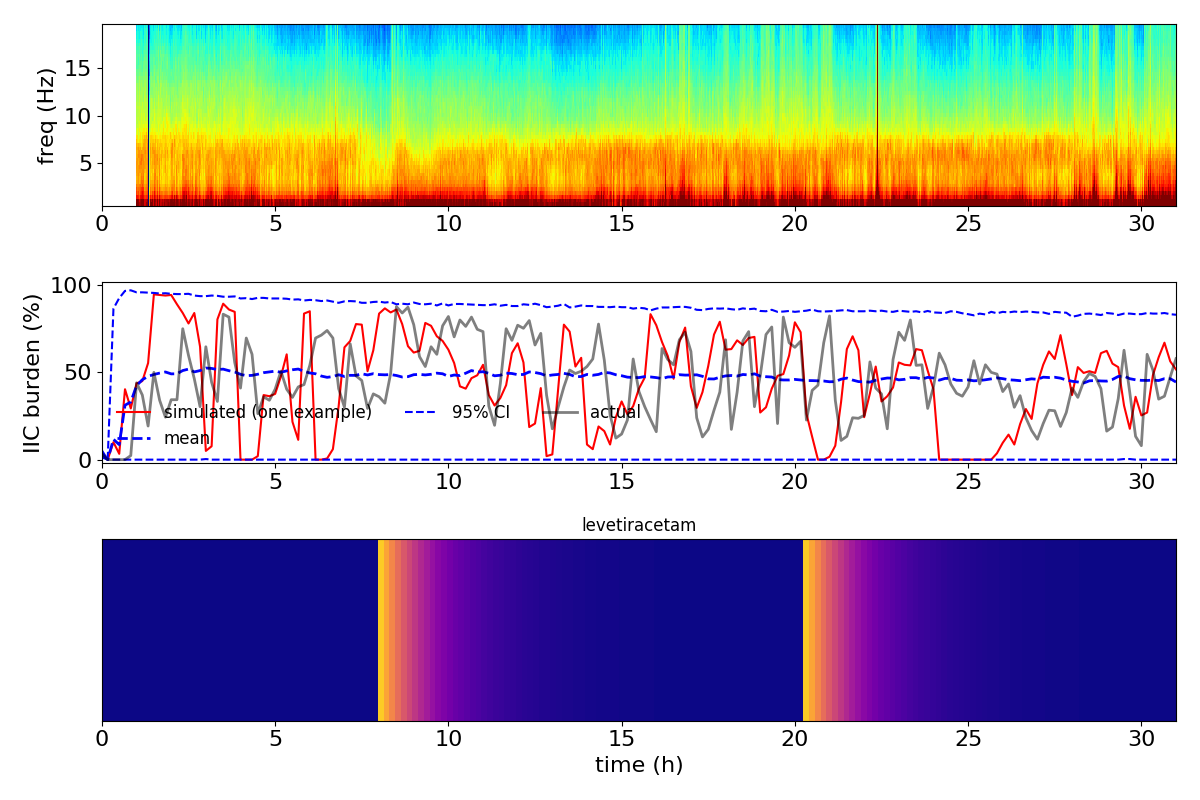 freq (Hz)
15
10
5
0 5 10 15 20 25 30
IIC burden (%)
100
50
0
simulated (one example) 95% CI actual
mean
0 5 10 15 20 25 30
levetiracetam
0 5 10 15 20 25 30
time (h)